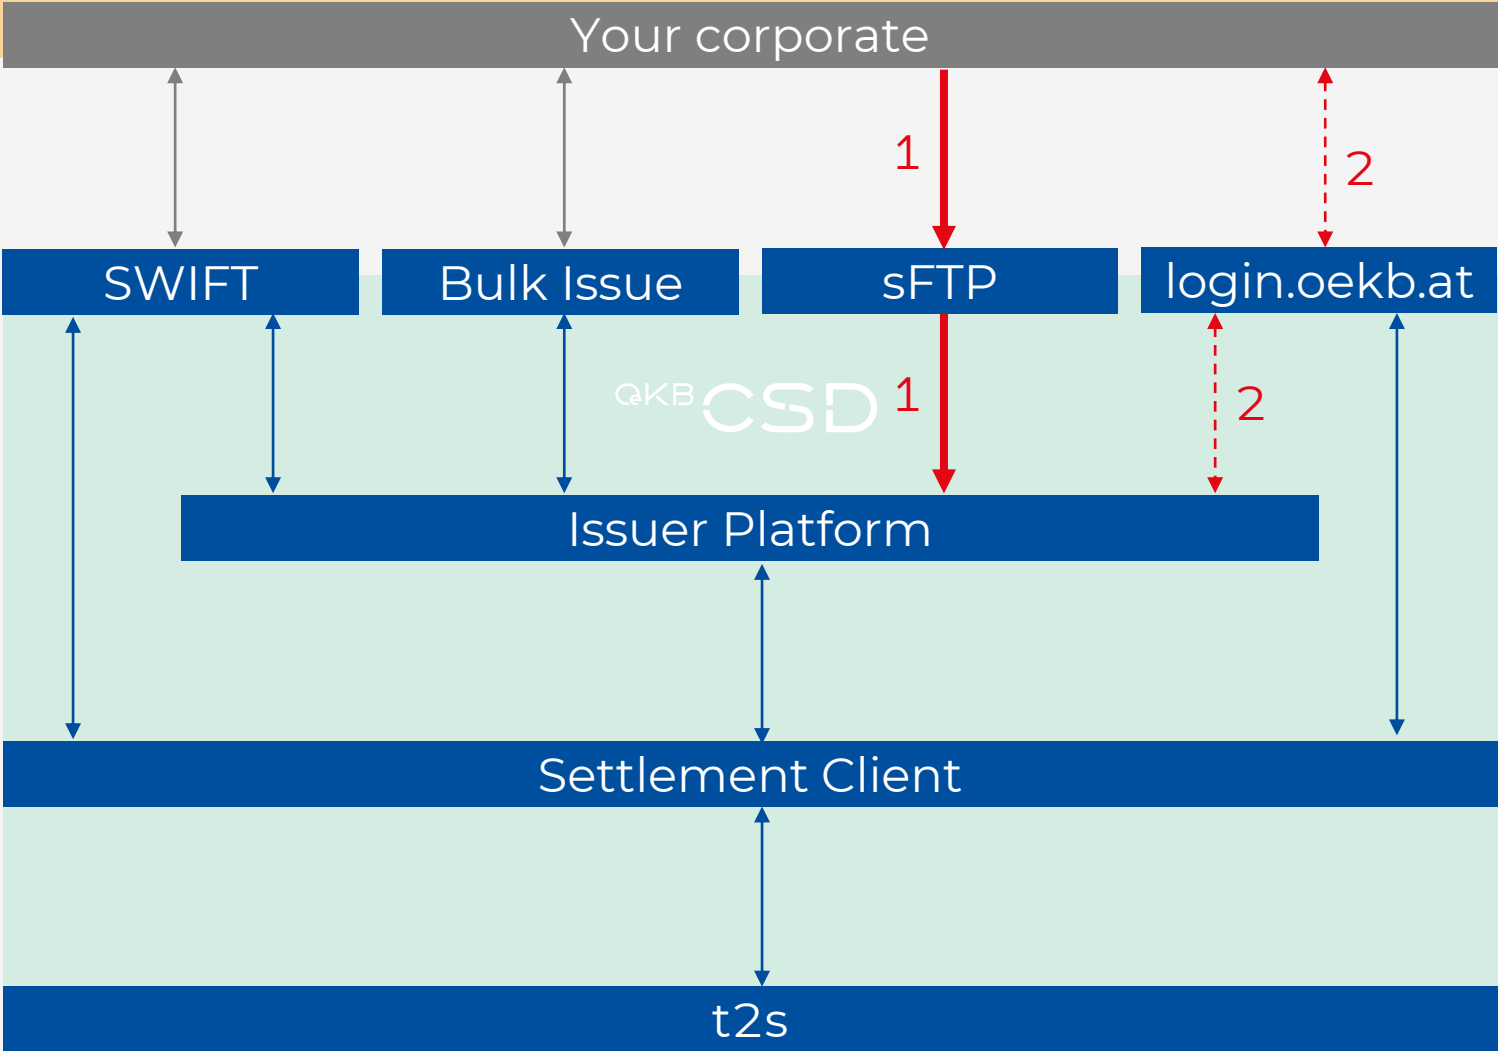 Your corporate
1
2
SWIFT
Bulk Issue
sFTP
login.oekb.at
OeKB CSD
1
2
Issuer Platform
Settlement Client
t2s